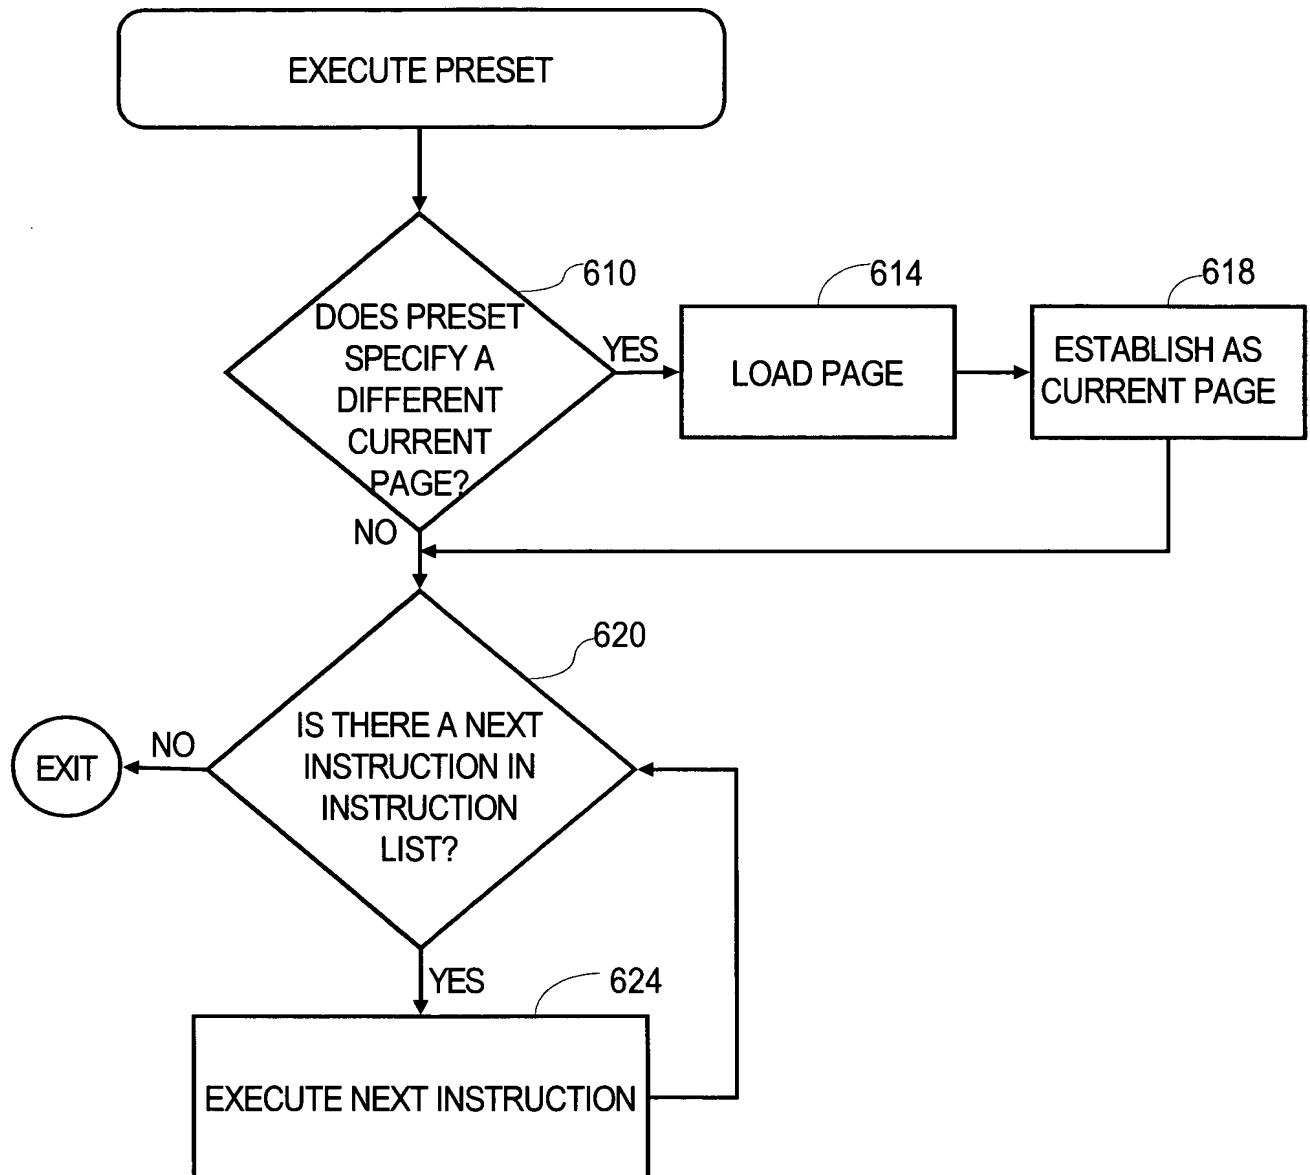 EXECUTE PRESET
610
DOES PRESET
SPECIFY A
DIFFERENT
CURRENT
PAGE?
YES
614
LOAD PAGE
618
ESTABLISH AS
CURRENT PAGE
NO
620
IS THERE A NEXT
INSTRUCTION IN
INSTRUCTION
LIST?
NO
EXIT
YES
624
EXECUTE NEXT INSTRUCTION